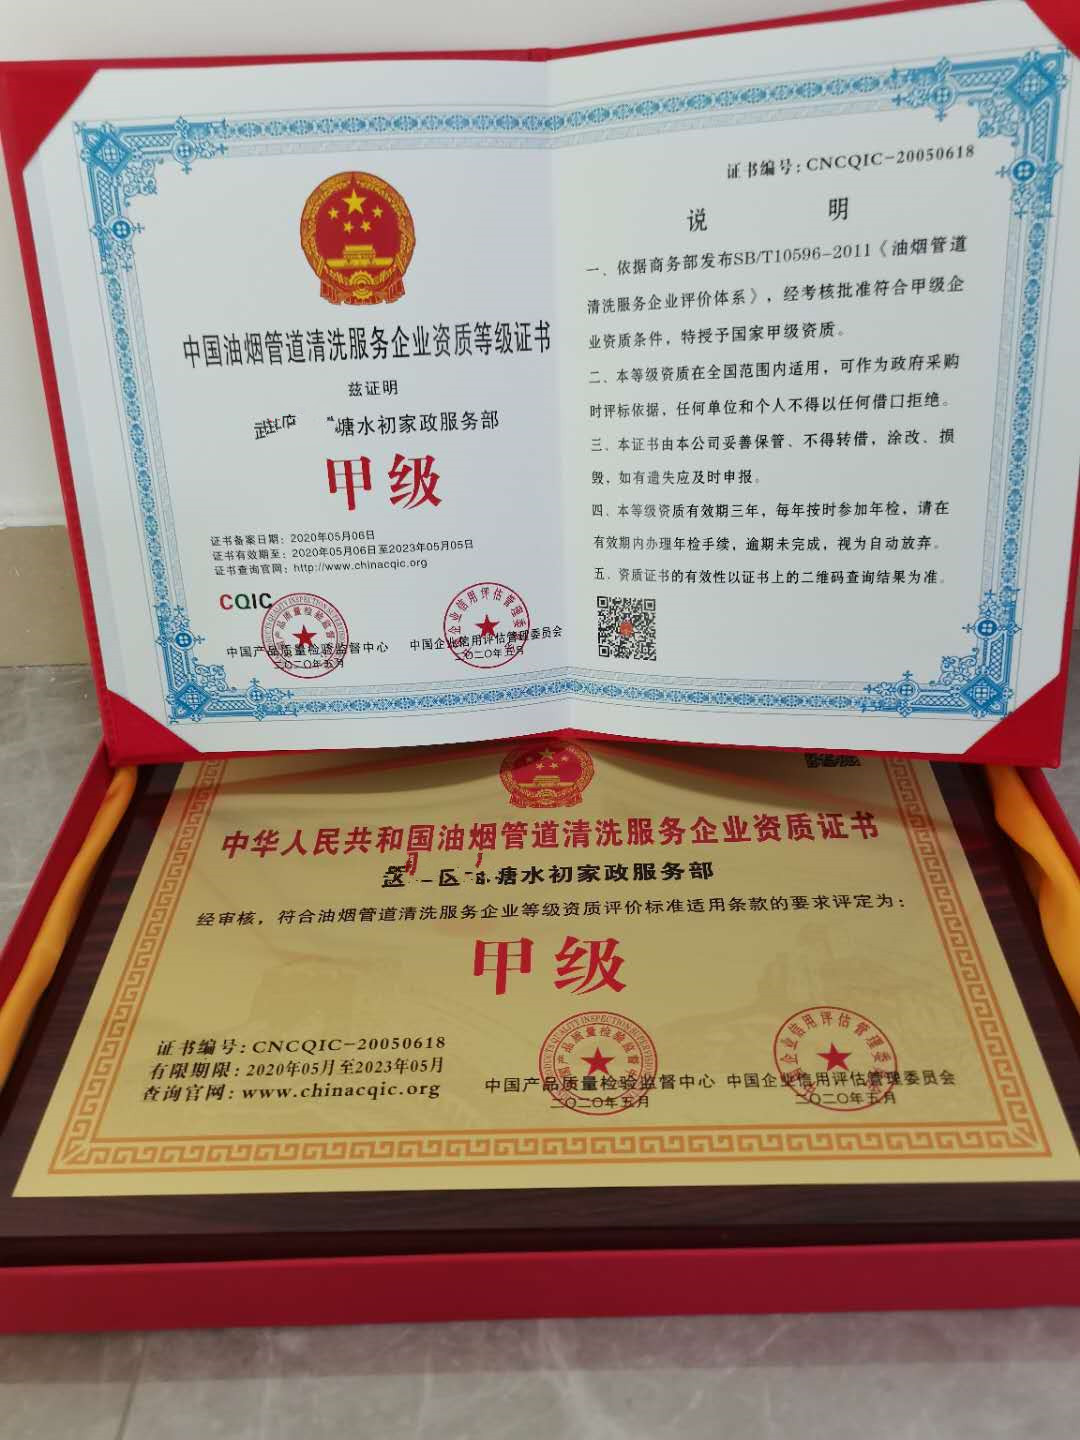 中国油烟管道清洗服务企业资质等级证书
兹证明
塘水初家政服务部
甲级
证书备案日期：2020年05月06日
证书有效期至：2020年05月06日至2023年05月05日
证书查询官网：http://www.chinacqic.org
CQIC
中国产品质量检验监督中心
二〇二〇年五月
中国企业信用评估管理委员会
二〇二〇年五月
证书编号：CNCQIC-20050618
说 明
一、依据商务部发布SB/T10596-2011《油烟管道
清洗服务企业评价体系》，经考核批准符合甲级企
业资质条件，特授予国家甲级资质。
二、本等级资质在全国范围内适用，可作为政府采购
时评标依据，任何单位和个人不得以任何借口拒绝。
三、本证书由本公司妥善保管、不得转借，涂改、损
毁，如有遗失应及时申报。
四、本等级资质有效期三年，每年按时参加年检，请在
有效期内办理年检手续，逾期未完成，视为自动放弃。
五、资质证书的有效性以证书上的二维码查询结果为准。
中华人民共和国油烟管道清洗服务企业资质证书
区 塘水初家政服务部
经审核，符合油烟管道清洗服务企业等级资质评价标准适用条款的要求评定为：
甲级
证书编号：CNCQIC-20050618
有限期限：2020年05月至2023年05月
查询官网：www.chinacqic.org
中国产品质量检验监督中心
二〇二〇年五月
中国企业信用评估管理委员会
二〇二〇年五月